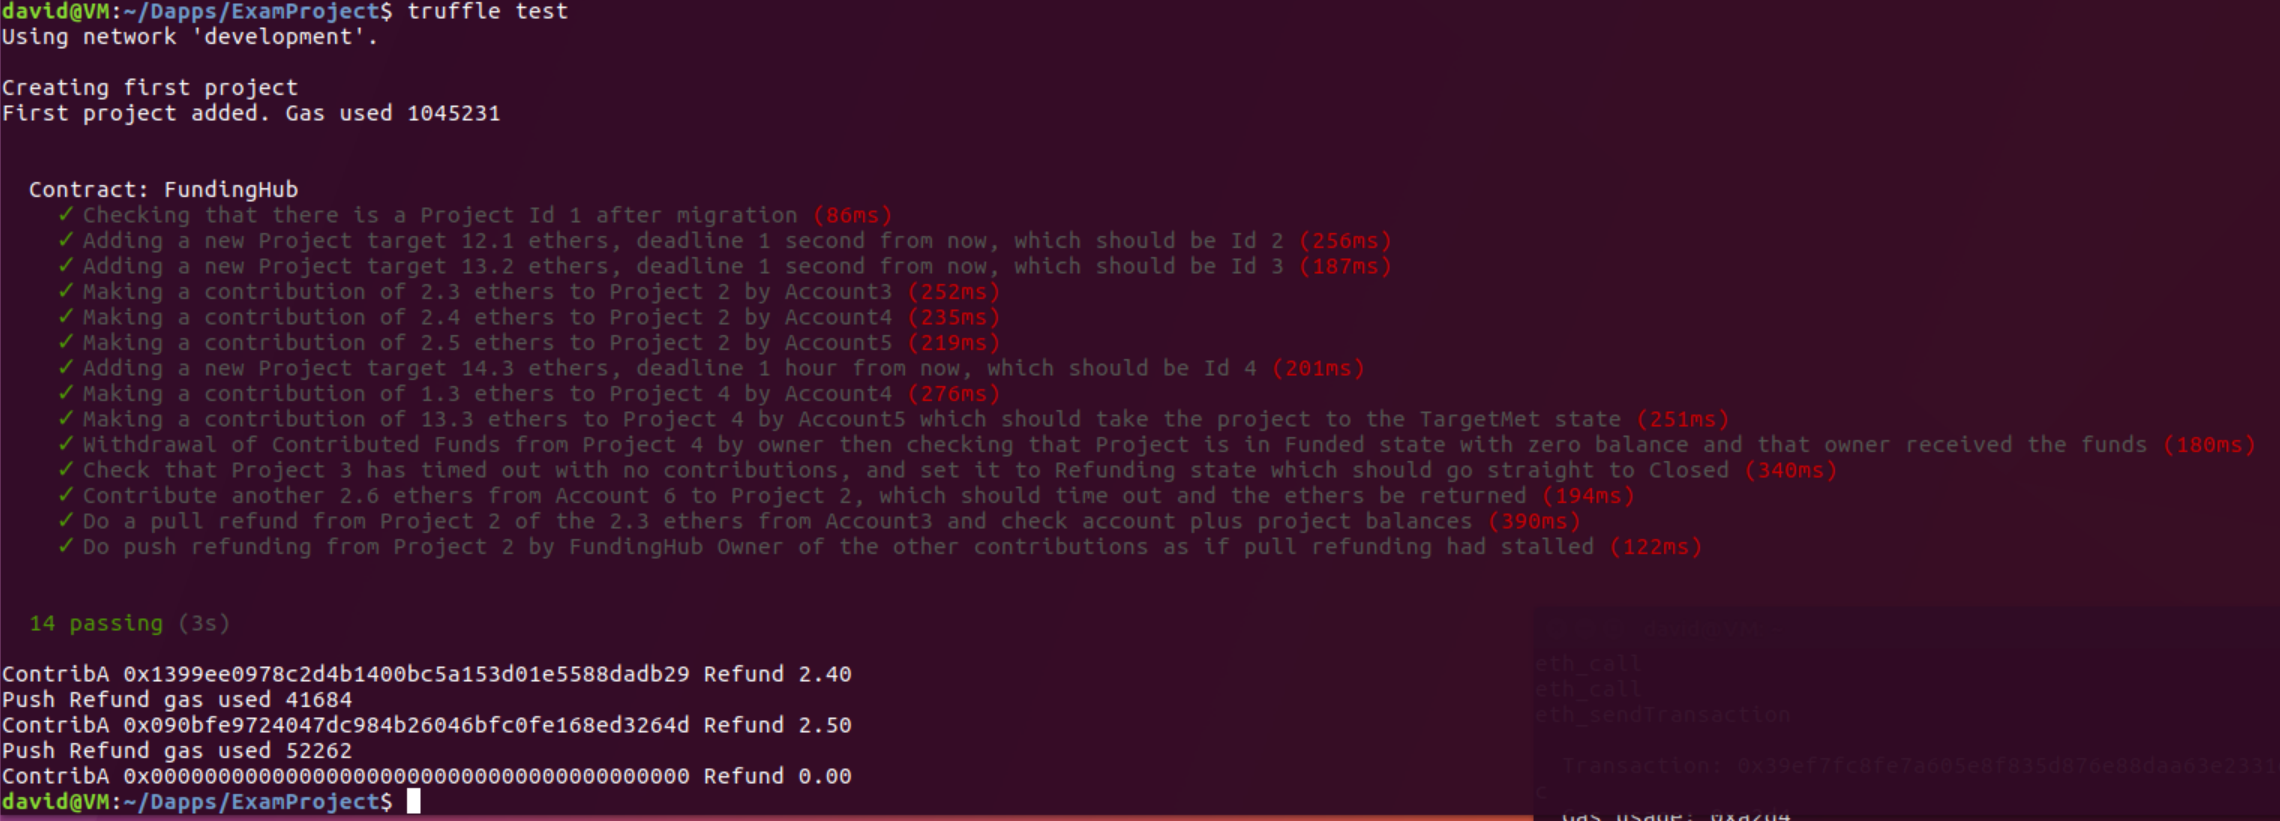 david@VM:~/Dapps/ExamProject$ truffle test
Using network 'development'.
Creating first project
First project added. Gas used 1045231
Contract: FundingHub
✓ Checking that there is a Project Id 1 after migration (86ms)
✓ Adding a new Project target 12.1 ethers, deadline 1 second from now, which should be Id 2 (256ms)
✓ Adding a new Project target 13.2 ethers, deadline 1 second from now, which should be Id 3 (187ms)
✓ Making a contribution of 2.3 ethers to Project 2 by Account3 (252ms)
✓ Making a contribution of 2.4 ethers to Project 2 by Account4 (235ms)
✓ Making a contribution of 2.5 ethers to Project 2 by Account5 (219ms)
✓ Adding a new Project target 14.3 ethers, deadline 1 hour from now, which should be Id 4 (201ms)
✓ Making a contribution of 1.3 ethers to Project 4 by Account4 (276ms)
✓ Making a contribution of 13.3 ethers to Project 4 by Account5 which should take the project to the TargetMet state (251ms)
✓ Withdrawal of Contributed Funds from Project 4 by owner then checking that Project is in Funded state with zero balance and that owner received the funds (180ms)
✓ Check that Project 3 has timed out with no contributions, and set it to Refunding state which should go straight to Closed (340ms)
✓ Contribute another 2.6 ethers from Account 6 to Project 2, which should time out and the ethers be returned (194ms)
✓ Do a pull refund from Project 2 of the 2.3 ethers from Account3 and check account plus project balances (390ms)
✓ Do push refunding from Project 2 by FundingHub Owner of the other contributions as if pull refunding had stalled (122ms)
14 passing (3s)
ContribA 0x1399ee0978c2d4b1400bc5a153d01e5588dadb29 Refund 2.40
Push Refund gas used 41684
ContribA 0x090bfe9724047dc984b26046bfc0fe168ed3264d Refund 2.50
Push Refund gas used 52262
ContribA 0x0000000000000000000000000000000000000000 Refund 0.00
david@VM:~/Dapps/ExamProject$
eth_call
eth_call
eth_sendTransaction
Transaction: 0x39ef7fc8fe7a605e8f835d876e88daa63e2331
c
Gas usage: 0xa2d4